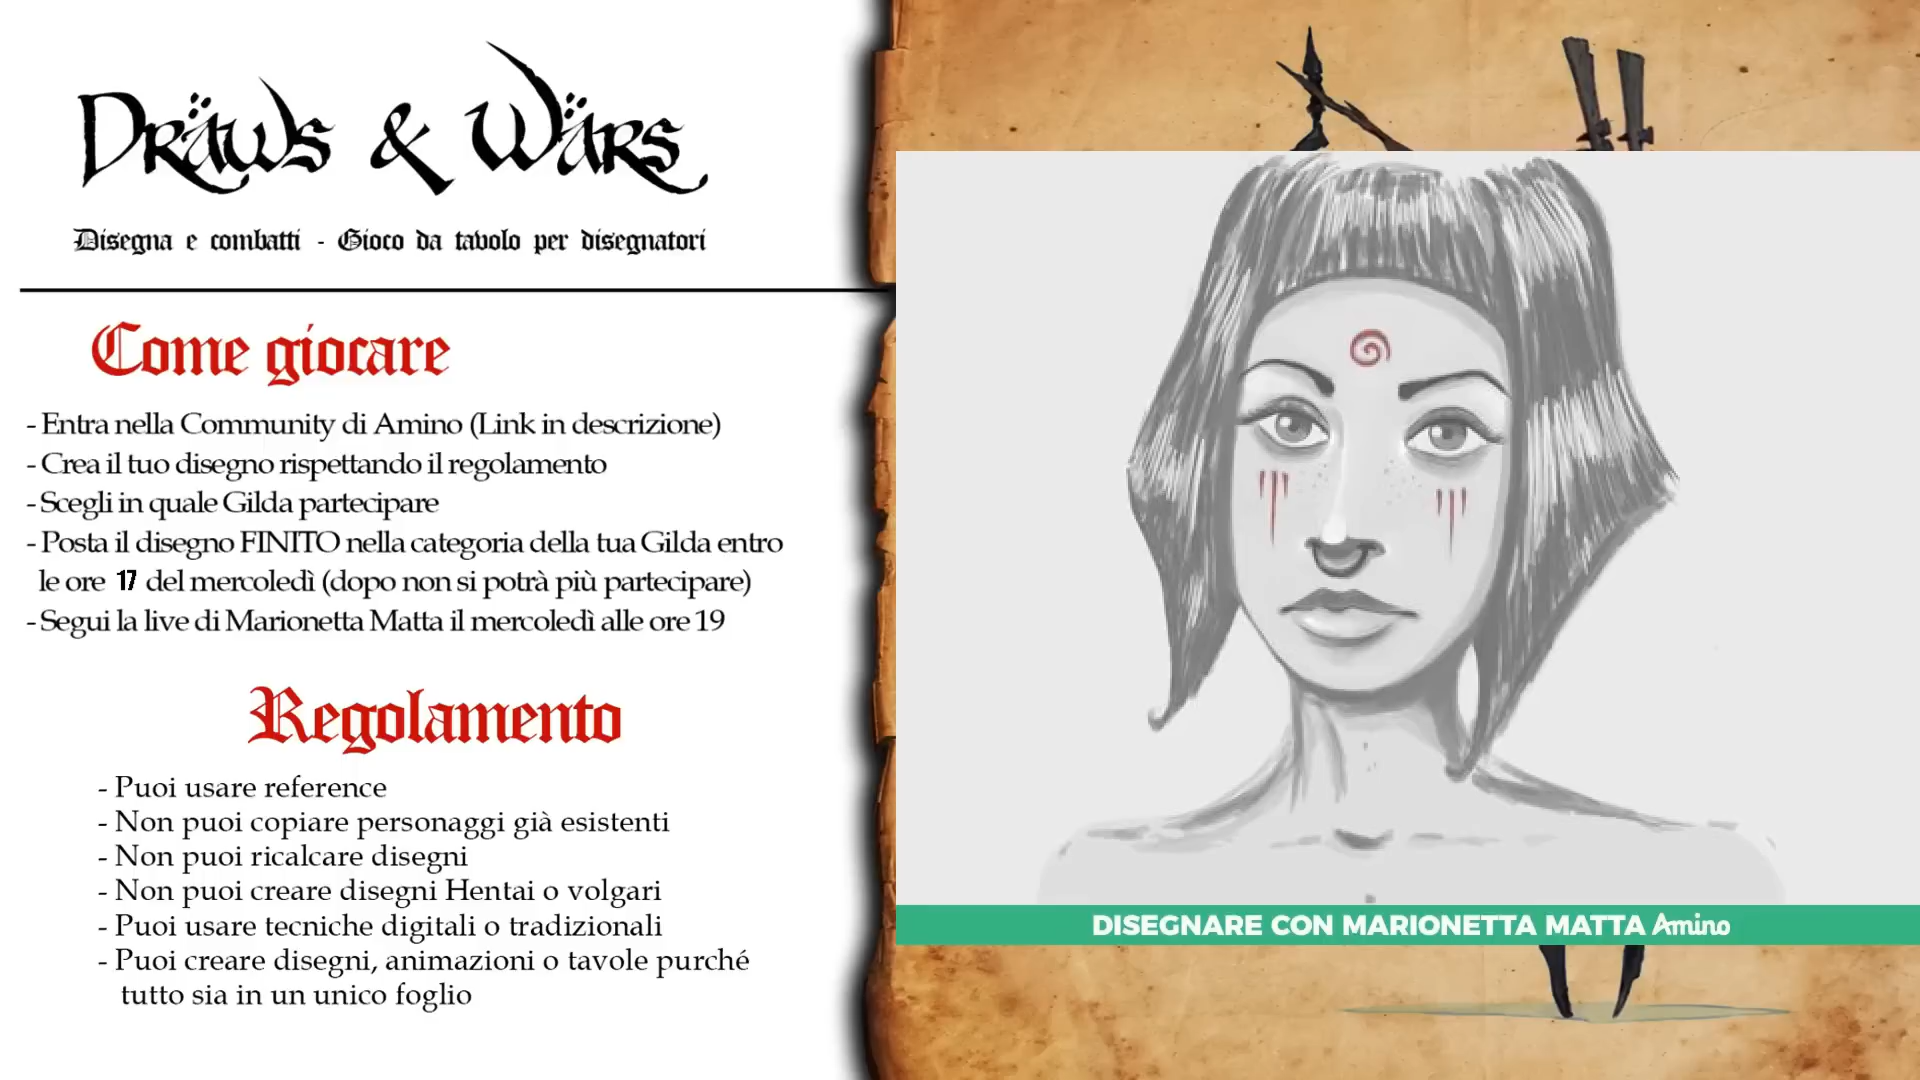 Dräws & Wärs
Disegna e combatti - Gioco da tavolo per disegnatori
Come giocare
- Entra nella Community di Amino (Link in descrizione)
- Crea il tuo disegno rispettando il regolamento
- Scegli in quale Gilda partecipare
- Posta il disegno FINITO nella categoria della tua Gilda entro
le ore 17 del mercoledì (dopo non si potrà più partecipare)
- Segui la live di Marionetta Matta il mercoledì alle ore 19
Regolamento
- Puoi usare reference
- Non puoi copiare personaggi già esistenti
- Non puoi ricalcare disegni
- Non puoi creare disegni Hentai o volgari
- Puoi usare tecniche digitali o tradizionali
- Puoi creare disegni, animazioni o tavole purché
tutto sia in un unico foglio
DISEGNARE CON MARIONETTA MATTA Amino